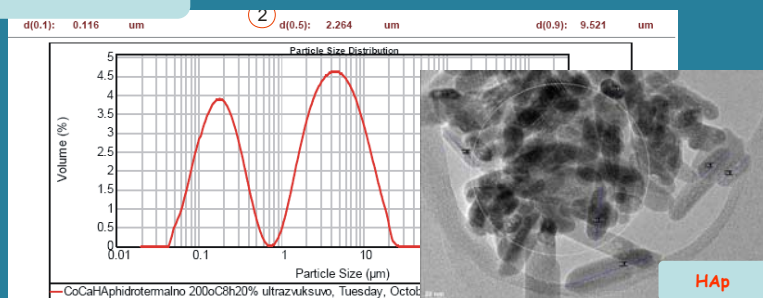 2
d(0.1): 0.116 um d(0.5): 2.264 um d(0.9): 9.521 um
Particle Size Distribution
5
4.5
4
3.5
3
2.5
2
1.5
1
0.5
0
Volume (%)
0.01 0.1 1 10
Particle Size (µm)
CoCaHAphidrotermalno 200oC8h20% ultrazvuksuvo, Tuesday, Octob
HAp